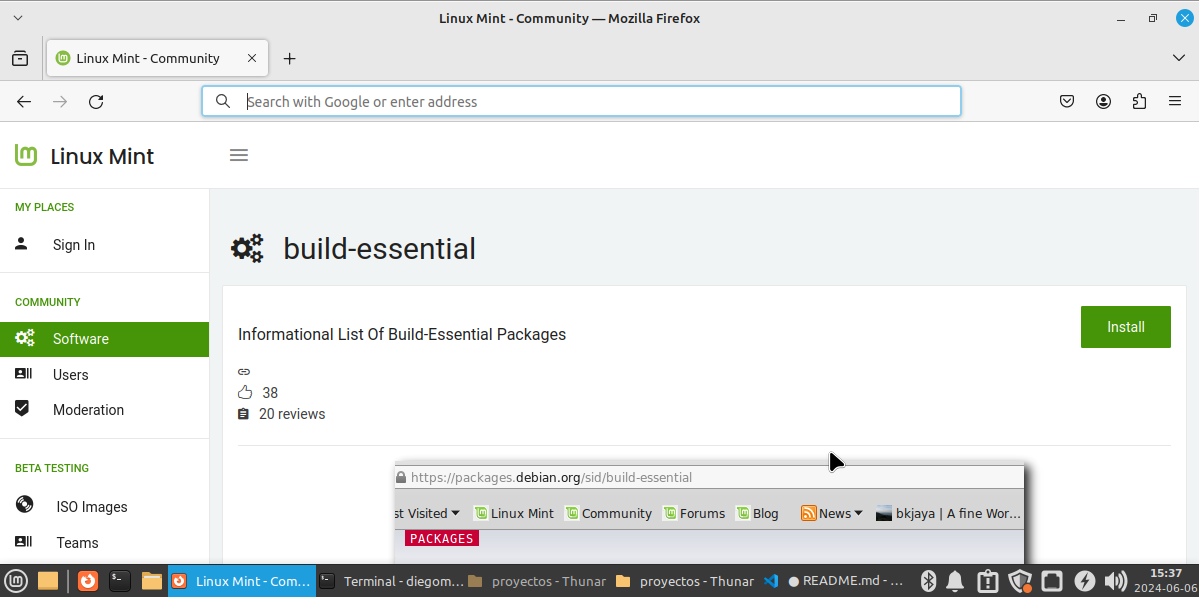 Linux Mint - Community — Mozilla Firefox
Linux Mint - Community
Search with Google or enter address
Linux Mint
MY PLACES
Sign In
COMMUNITY
Software
Users
Moderation
BETA TESTING
ISO Images
Teams
build-essential
Informational List Of Build-Essential Packages
Install
38
20 reviews
https://packages.debian.org/sid/build-essential
st Visited
Linux Mint
Community
Forums
Blog
News
bkjaya | A fine Wor...
PACKAGES
Linux Mint - Com...
Terminal - diegom...
proyectos - Thunar
proyectos - Thunar
● README.md - ...
15:37
2024-06-06